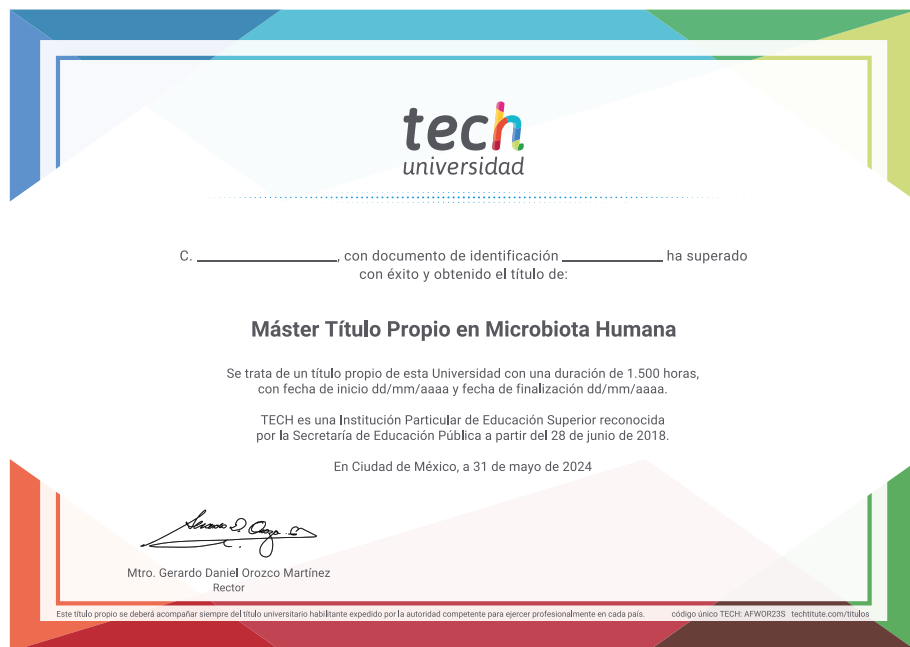 tech
universidad
C. ____________, con documento de identificación ____________ ha superado
con éxito y obtenido el título de:
Máster Título Propio en Microbiota Humana
Se trata de un título propio de esta Universidad con una duración de 1.500 horas,
con fecha de inicio dd/mm/aaaa y fecha de finalización dd/mm/aaaa.
TECH es una Institución Particular de Educación Superior reconocida
por la Secretaría de Educación Pública a partir del 28 de junio de 2018.
En Ciudad de México, a 31 de mayo de 2024
Mtro. Gerardo Daniel Orozco Martínez
Rector
Este título propio se deberá acompañar siempre del título universitario habilitante expedido por la autoridad competente para ejercer profesionalmente en cada país. código único TECH: AFWOR23S techtitute.com/titulos